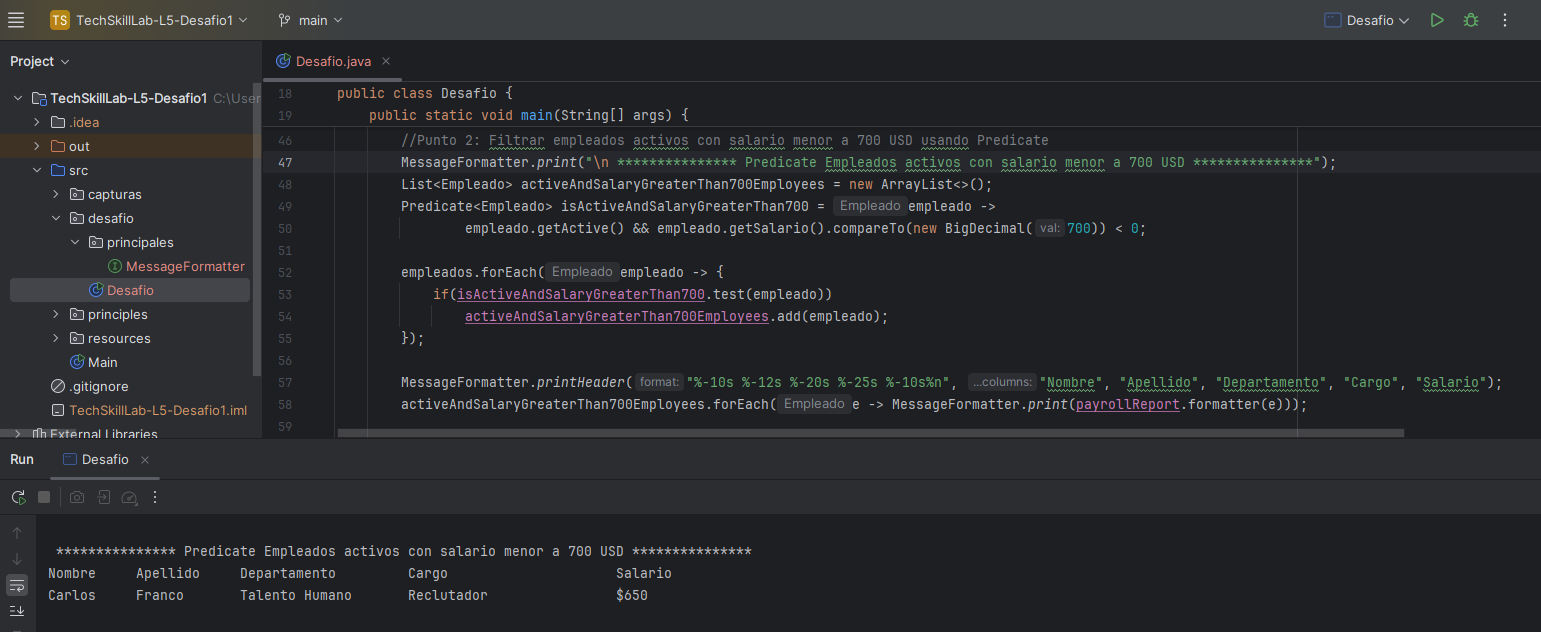 TS TechSkillLab-L5-Desafio1 main Desafio
Project
TechSkillLab-L5-Desafio1 C:\User
.idea
out
src
capturas
desafio
principales
MessageFormatter
Desafio
principles
resources
Main
.gitignore
TechSkillLab-L5-Desafio1.iml
External Libraries
Desafio.java
18 public class Desafio {
19 public static void main(String[] args) {
46 //Punto 2: Filtrar empleados activos con salario menor a 700 USD usando Predicate
47 MessageFormatter.print("\n *************** Predicate Empleados activos con salario menor a 700 USD ***************");
48 List<Empleado> activeAndSalaryGreaterThan700Employees = new ArrayList<>();
49 Predicate<Empleado> isActiveAndSalaryGreaterThan700 = Empleado empleado ->
50 empleado.getActive() && empleado.getSalario().compareTo(new BigDecimal( val: 700)) < 0;
51
52 empleados.forEach( Empleado empleado -> {
53 if(isActiveAndSalaryGreaterThan700.test(empleado))
54 activeAndSalaryGreaterThan700Employees.add(empleado);
55 });
56
57 MessageFormatter.printHeader( format: "%-10s %-12s %-20s %-25s %-10s%n", ...columns: "Nombre", "Apellido", "Departamento", "Cargo", "Salario");
58 activeAndSalaryGreaterThan700Employees.forEach( Empleado e -> MessageFormatter.print(payrollReport.formatter(e)));
59
Run Desafio
*************** Predicate Empleados activos con salario menor a 700 USD ***************
Nombre Apellido Departamento Cargo Salario
Carlos Franco Talento Humano Reclutador $650